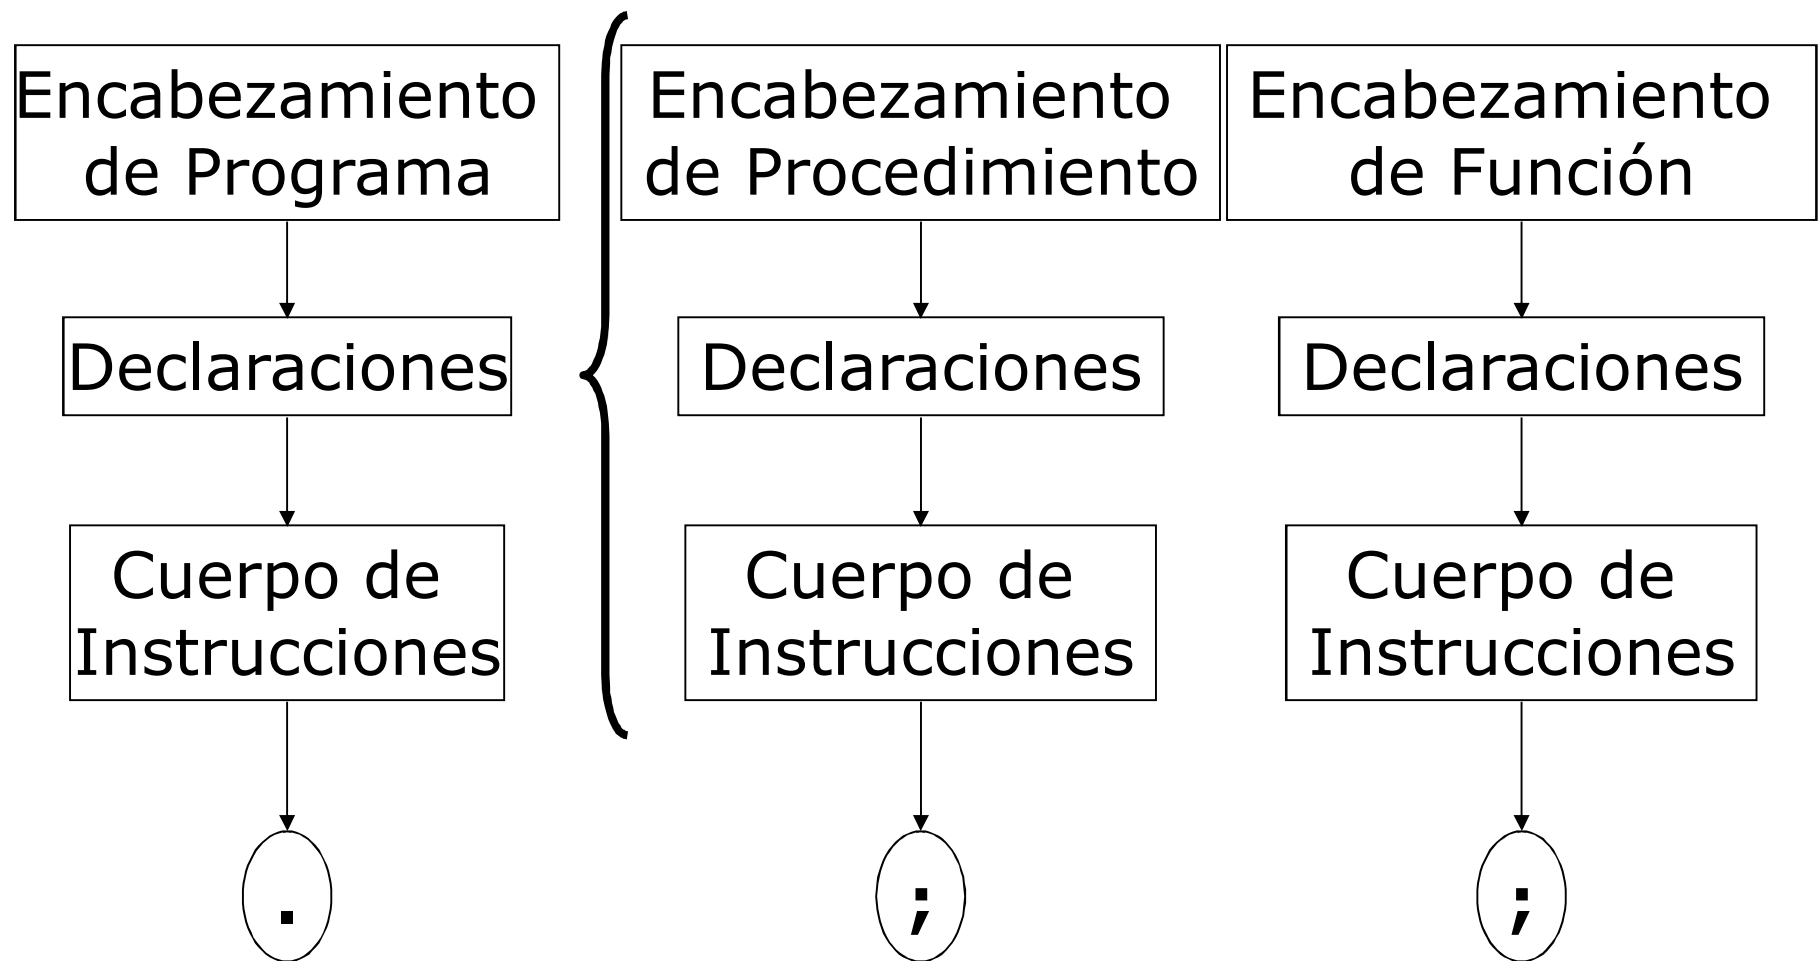 Encabezamiento
de Programa
Declaraciones
Cuerpo de
Instrucciones
.
Encabezamiento
de Procedimiento
Declaraciones
Cuerpo de
Instrucciones
;
Encabezamiento
de Función
Declaraciones
Cuerpo de
Instrucciones
;